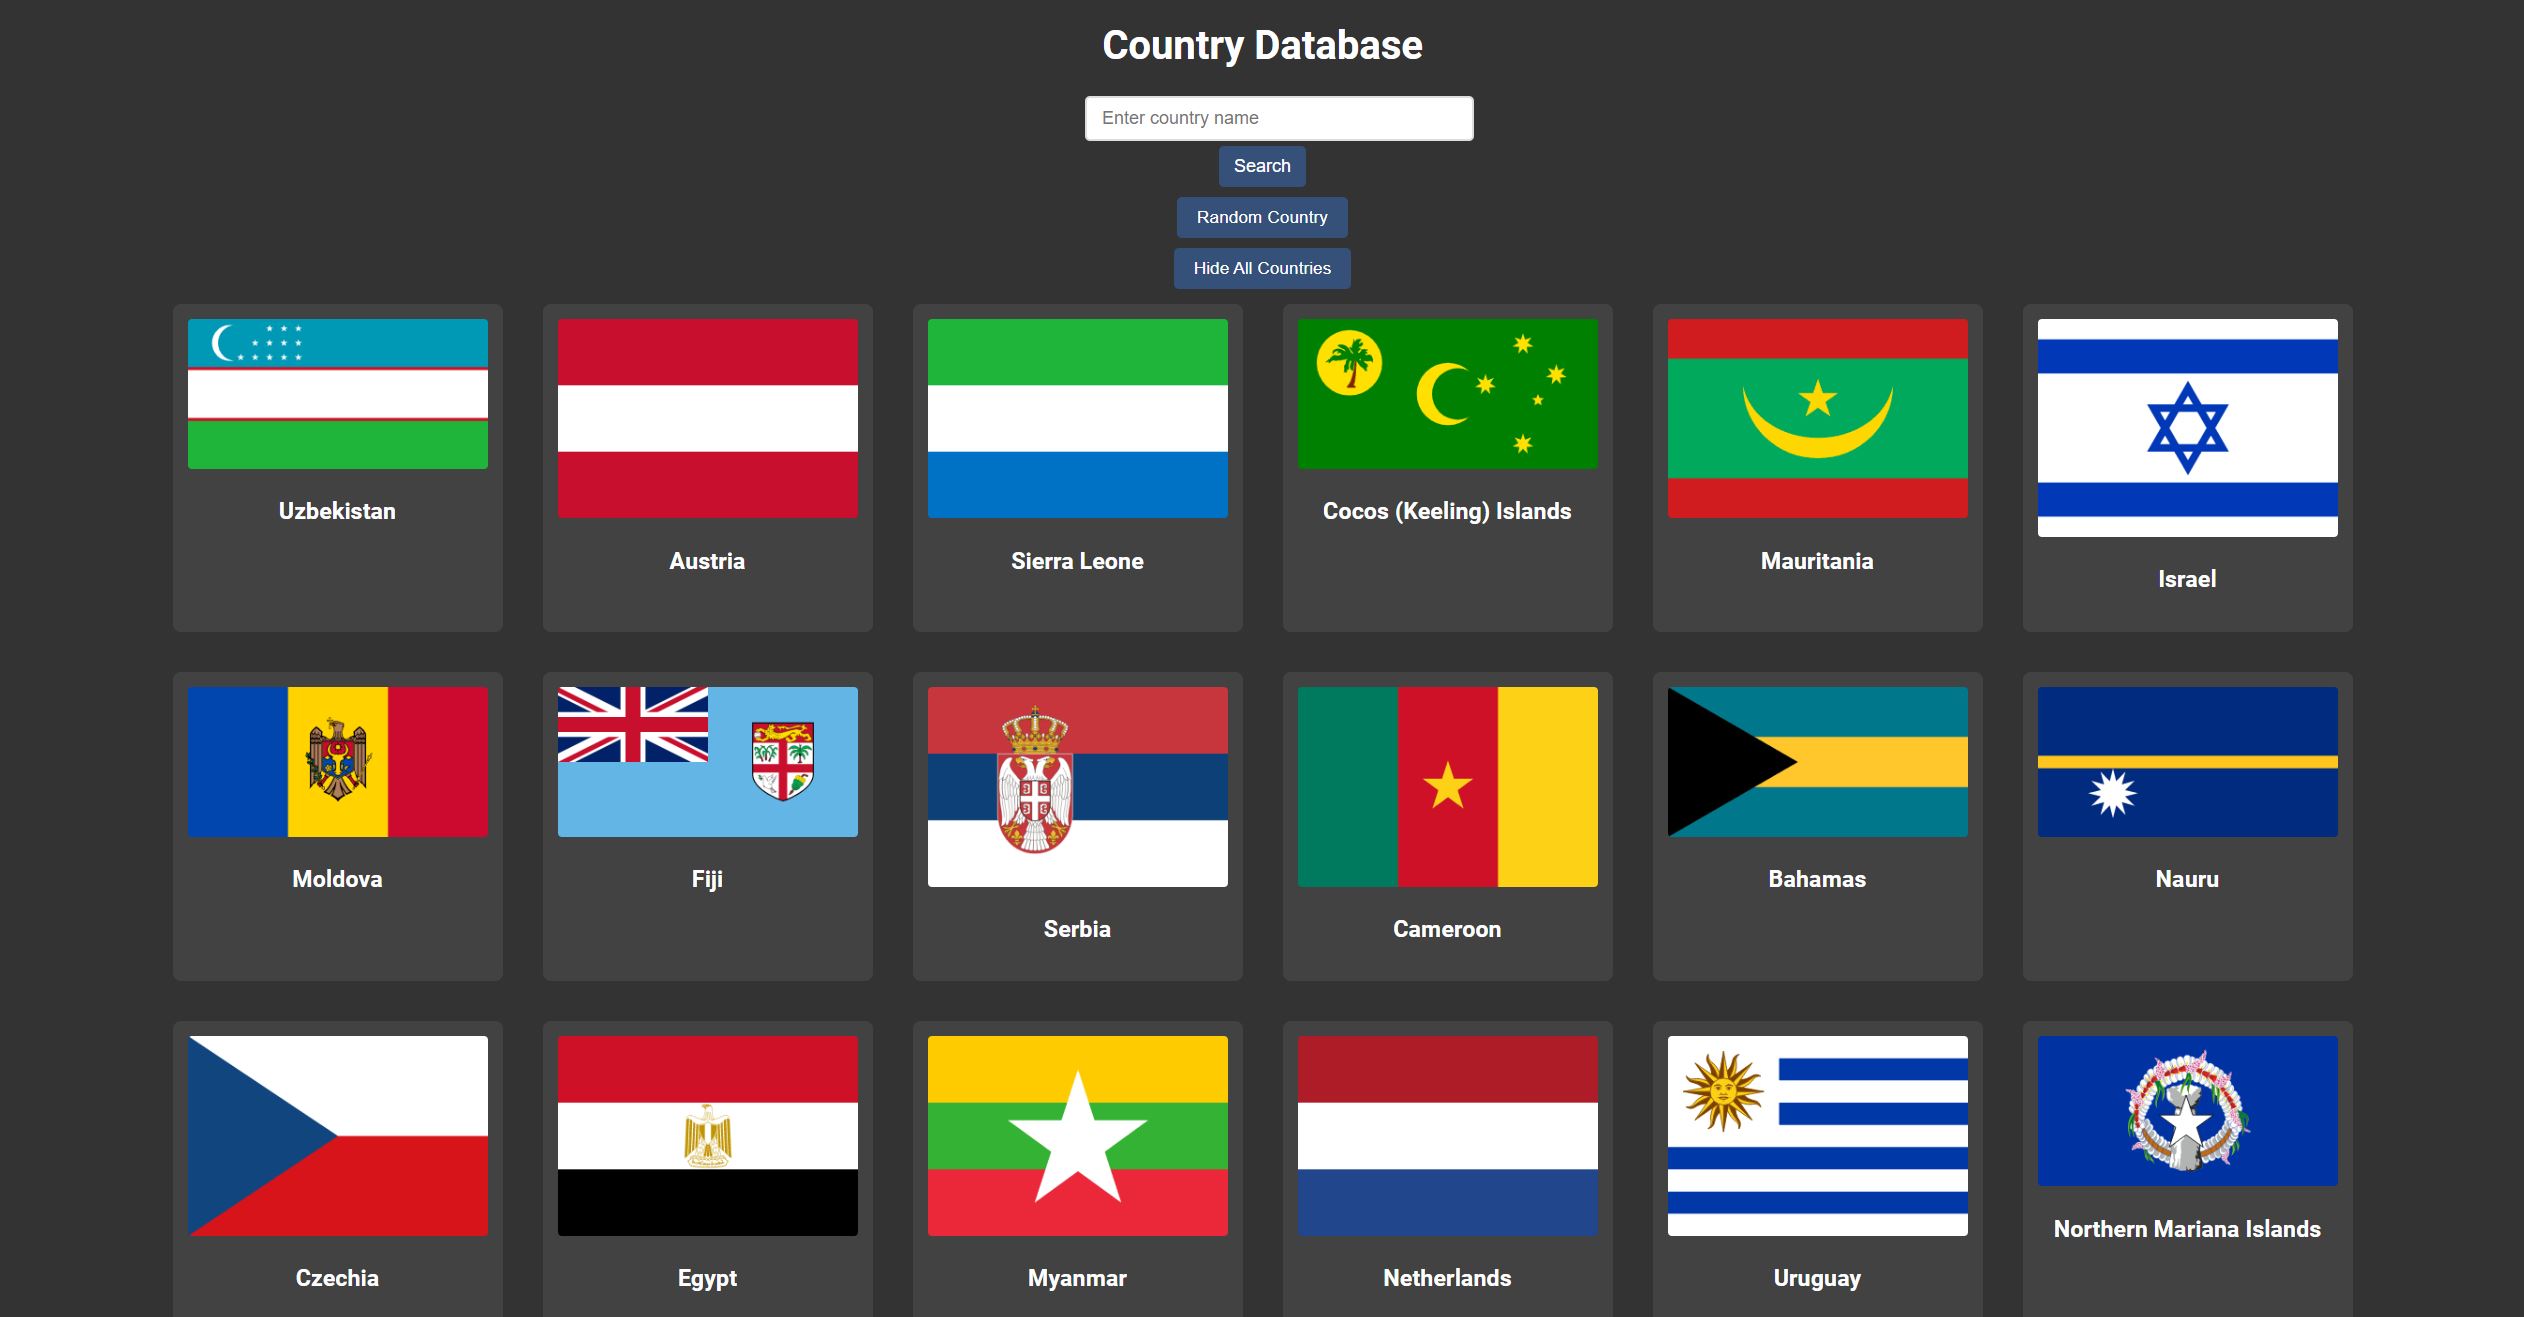 Country Database
Enter country name
Search
Random Country
Hide All Countries
Uzbekistan
Austria
Sierra Leone
Cocos (Keeling) Islands
Mauritania
Israel
Moldova
Fiji
Serbia
Cameroon
Bahamas
Nauru
Czechia
Egypt
Myanmar
Netherlands
Uruguay
Northern Mariana Islands